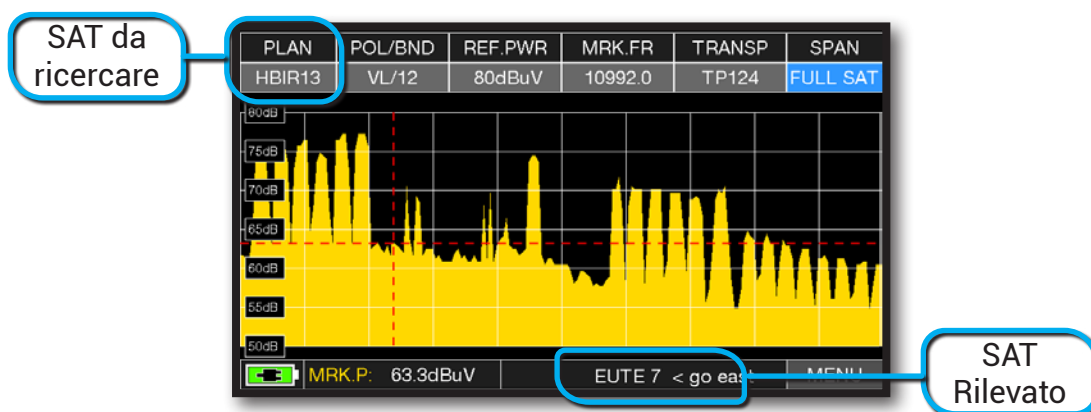 SAT da
ricercare
PLAN POL/BND REF.PWR MRK.FR TRANSP SPAN
HBIR13 VL/12 80dBuV 10992.0 TP124 FULL SAT
80dB
75dB
70dB
65dB
60dB
55dB
50dB
MRK.P: 63.3dBuV EUTE 7 < go east MENU
SAT
Rilevato